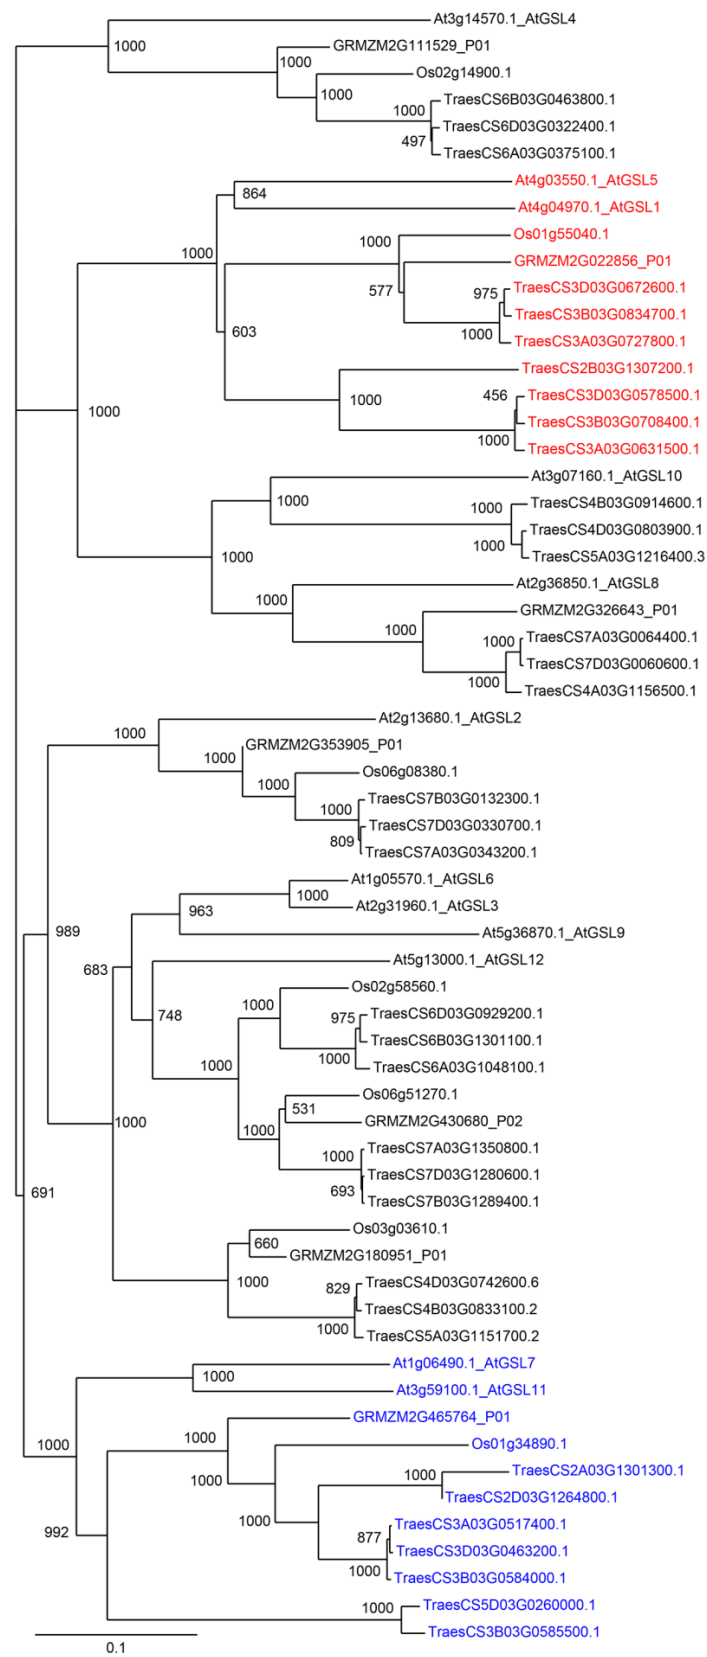 At3g14570.1_AtGSL4
1000
GRMZM2G111529_P01
1000
Os02g14900.1
1000
TraesCS6B03G0463800.1
1000
TraesCS6D03G0322400.1
497
TraesCS6A03G0375100.1
At4g03550.1_AtGSL5
864
At4g04970.1_AtGSL1
Os01g55040.1
1000
1000
GRMZM2G022856_P01
577
TraesCS3D03G0672600.1
975
TraesCS3B03G0834700.1
603
1000
TraesCS3A03G0727800.1
TraesCS2B03G1307200.1
1000
456
TraesCS3D03G0578500.1
1000
TraesCS3B03G0708400.1
1000
TraesCS3A03G0631500.1
At3g07160.1_AtGSL10
1000
TraesCS4B03G0914600.1
1000
TraesCS4D03G0803900.1
1000
1000
TraesCS5A03G1216400.3
At2g36850.1_AtGSL8
1000
GRMZM2G326643_P01
1000
TraesCS7A03G0064400.1
1000
TraesCS7D03G0060600.1
1000
TraesCS4A03G1156500.1
At2g13680.1_AtGSL2
1000
GRMZM2G353905_P01
1000
Os06g08380.1
1000
TraesCS7B03G0132300.1
1000
TraesCS7D03G0330700.1
809
TraesCS7A03G0343200.1
At1g05570.1_AtGSL6
1000
At2g31960.1_AtGSL3
963
989
At5g36870.1_AtGSL9
At5g13000.1_AtGSL12
683
Os02g58560.1
1000
748
TraesCS6D03G0929200.1
975
TraesCS6B03G1301100.1
1000
1000
TraesCS6A03G1048100.1
Os06g51270.1
531
1000
1000
GRMZM2G430680_P02
TraesCS7A03G1350800.1
1000
TraesCS7D03G1280600.1
693
691
TraesCS7B03G1289400.1
Os03g03610.1
660
GRMZM2G180951_P01
1000
829
TraesCS4D03G0742600.6
TraesCS4B03G0833100.2
1000
TraesCS5A03G1151700.2
At1g06490.1_AtGSL7
1000
At3g59100.1_AtGSL11
GRMZM2G465764_P01
1000
1000
Os01g34890.1
TraesCS2A03G1301300.1
1000
1000
TraesCS2D03G1264800.1
1000
TraesCS3A03G0517400.1
992
877
TraesCS3D03G0463200.1
1000
TraesCS3B03G0584000.1
TraesCS5D03G0260000.1
1000
TraesCS3B03G0585500.1
0.1